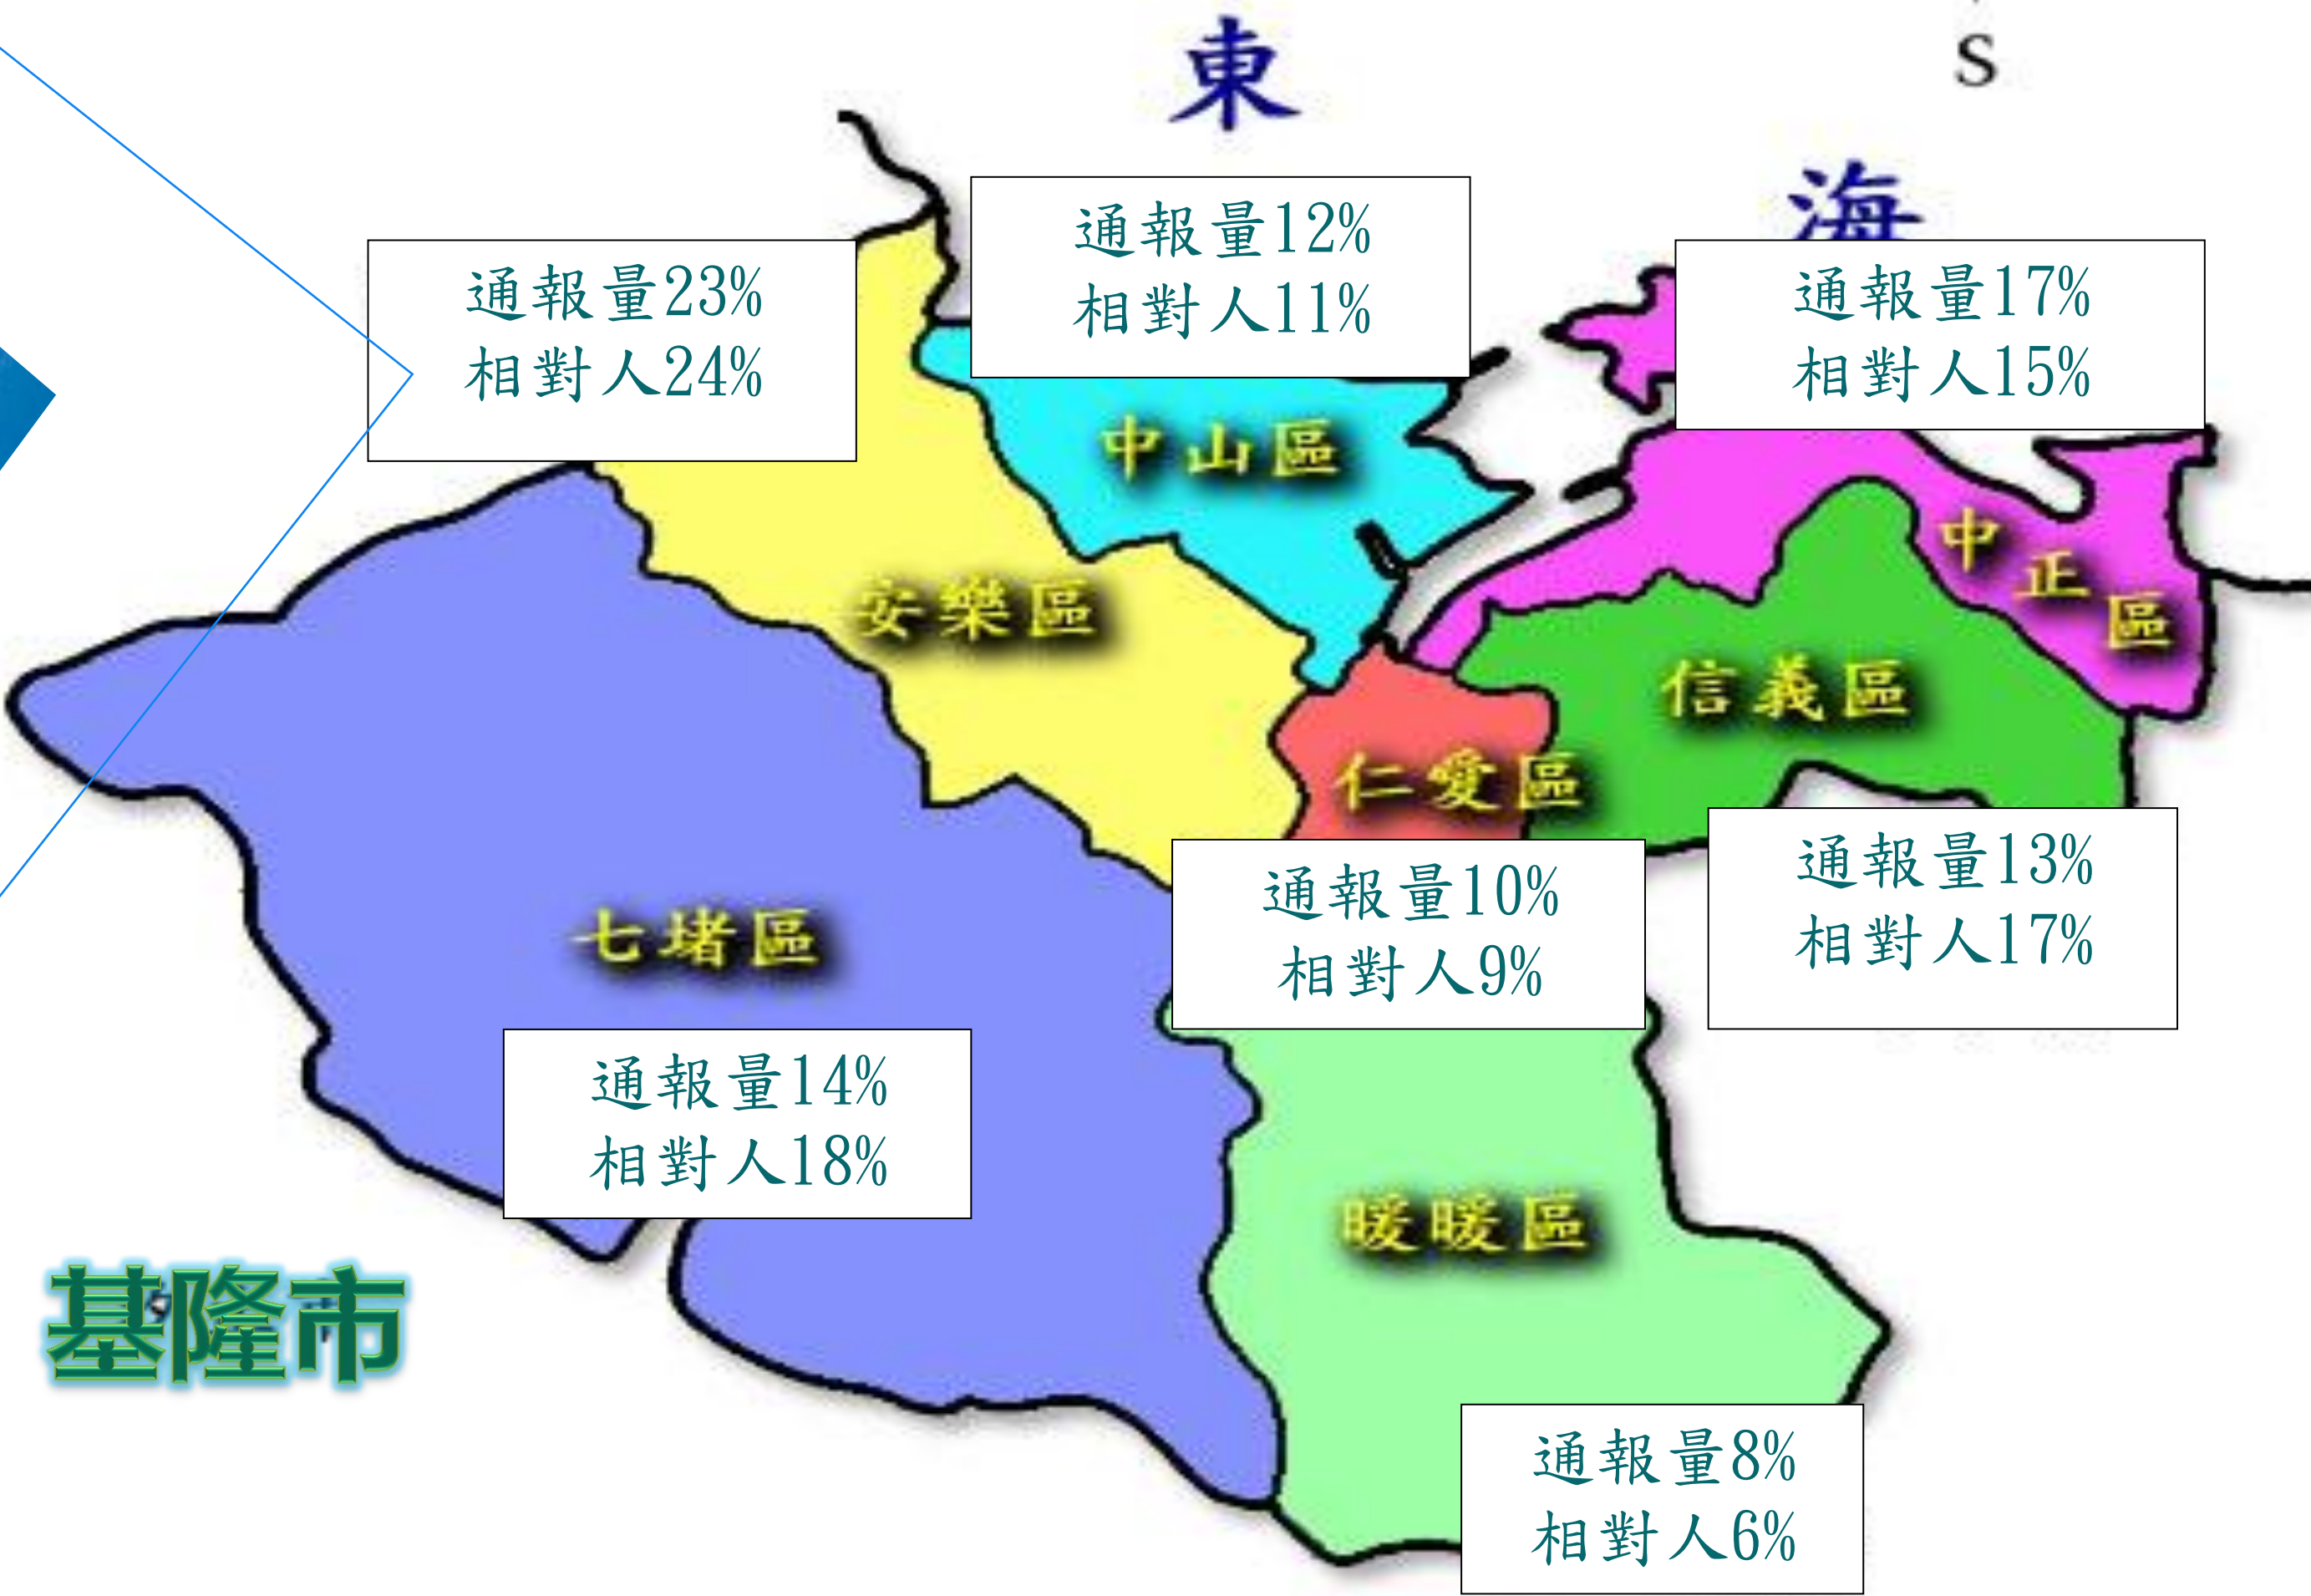 S
東
海
通報量12%
相對人11%
通報量23%
相對人24%
通報量17%
相對人15%
中山區
中正區
安樂區
信義區
仁愛區
通報量10%
相對人9%
通報量13%
相對人17%
七堵區
通報量14%
相對人18%
暖暖區
基隆市
通報量8%
相對人6%